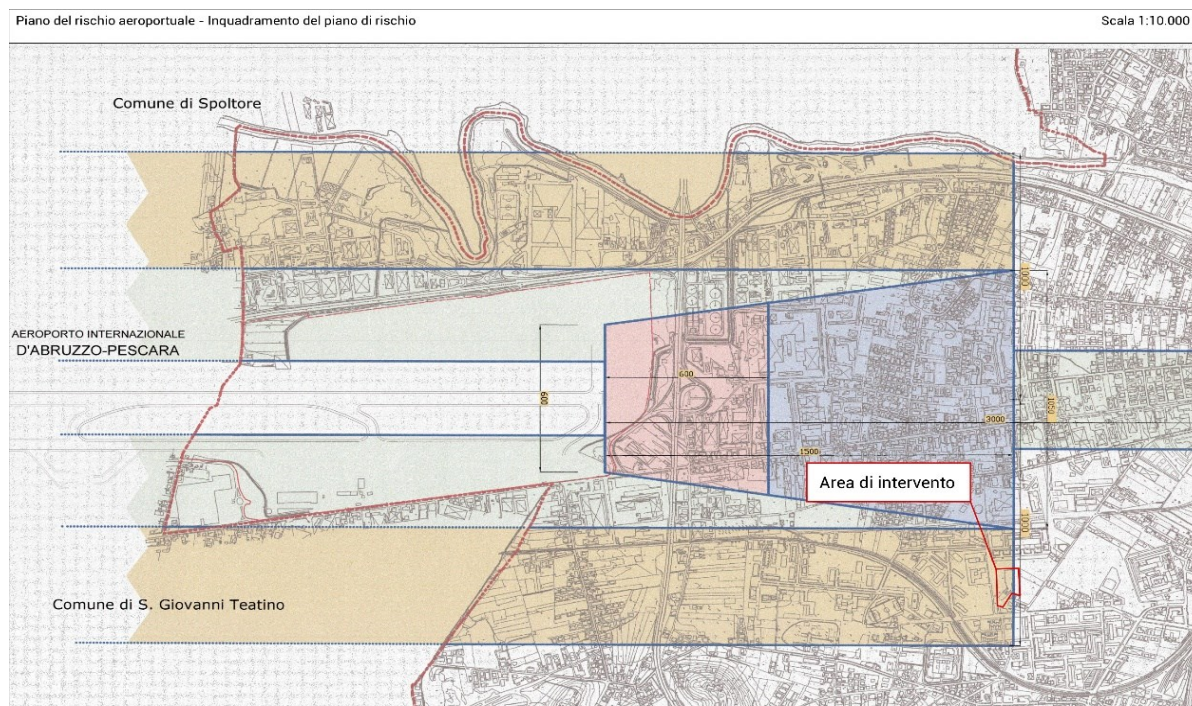 Piano del rischio aeroportuale - Inquadramento del piano di rischio
Scala 1:10.000
Comune di Spoltore
AEROPORTO INTERNAZIONALE
D'ABRUZZO-PESCARA
1000
600
600
3000
1050
1500
Area di intervento
1000
Comune di S. Giovanni Teatino